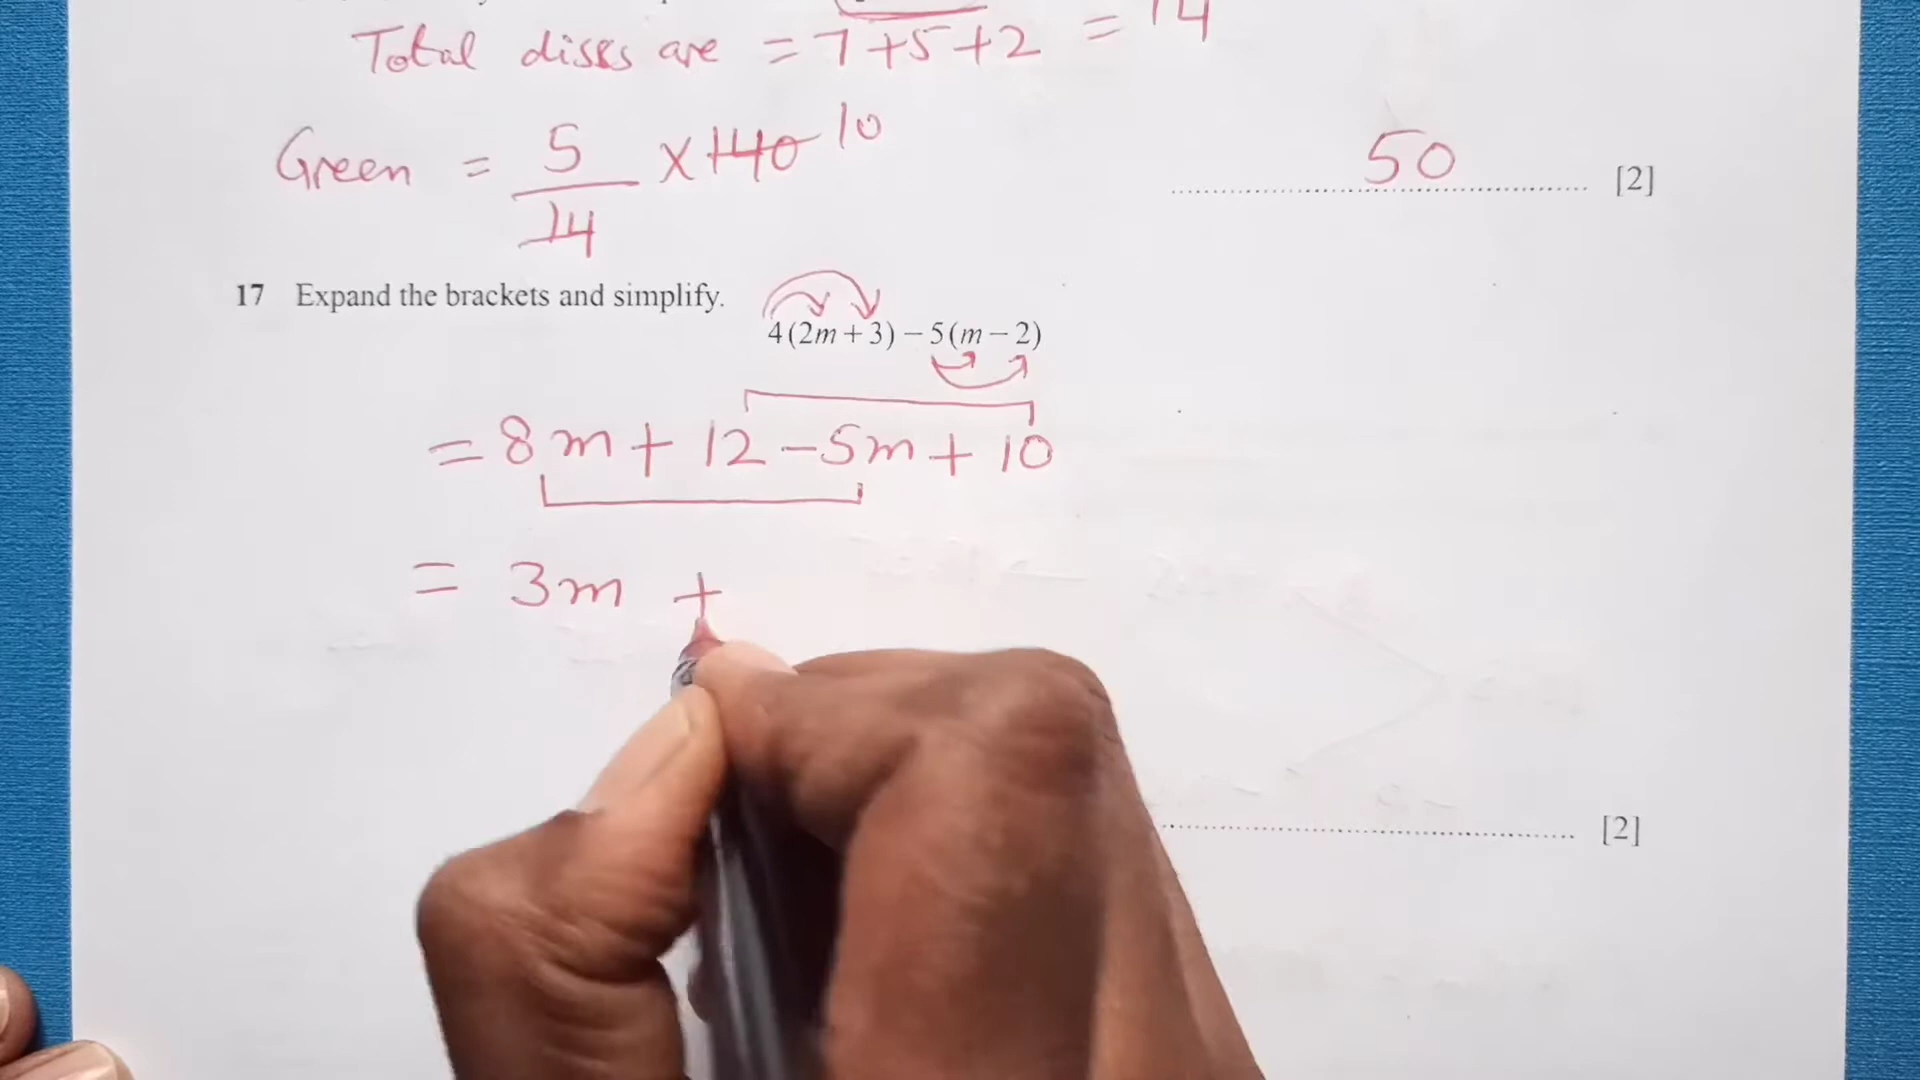 Total discs are = 7+5+2 = 14
Green = 5/14 × 140 10
50 [2]
17 Expand the brackets and simplify.
4(2m+3) − 5(m − 2)
= 8m + 12 − 5m + 10
= 3m +
[2]